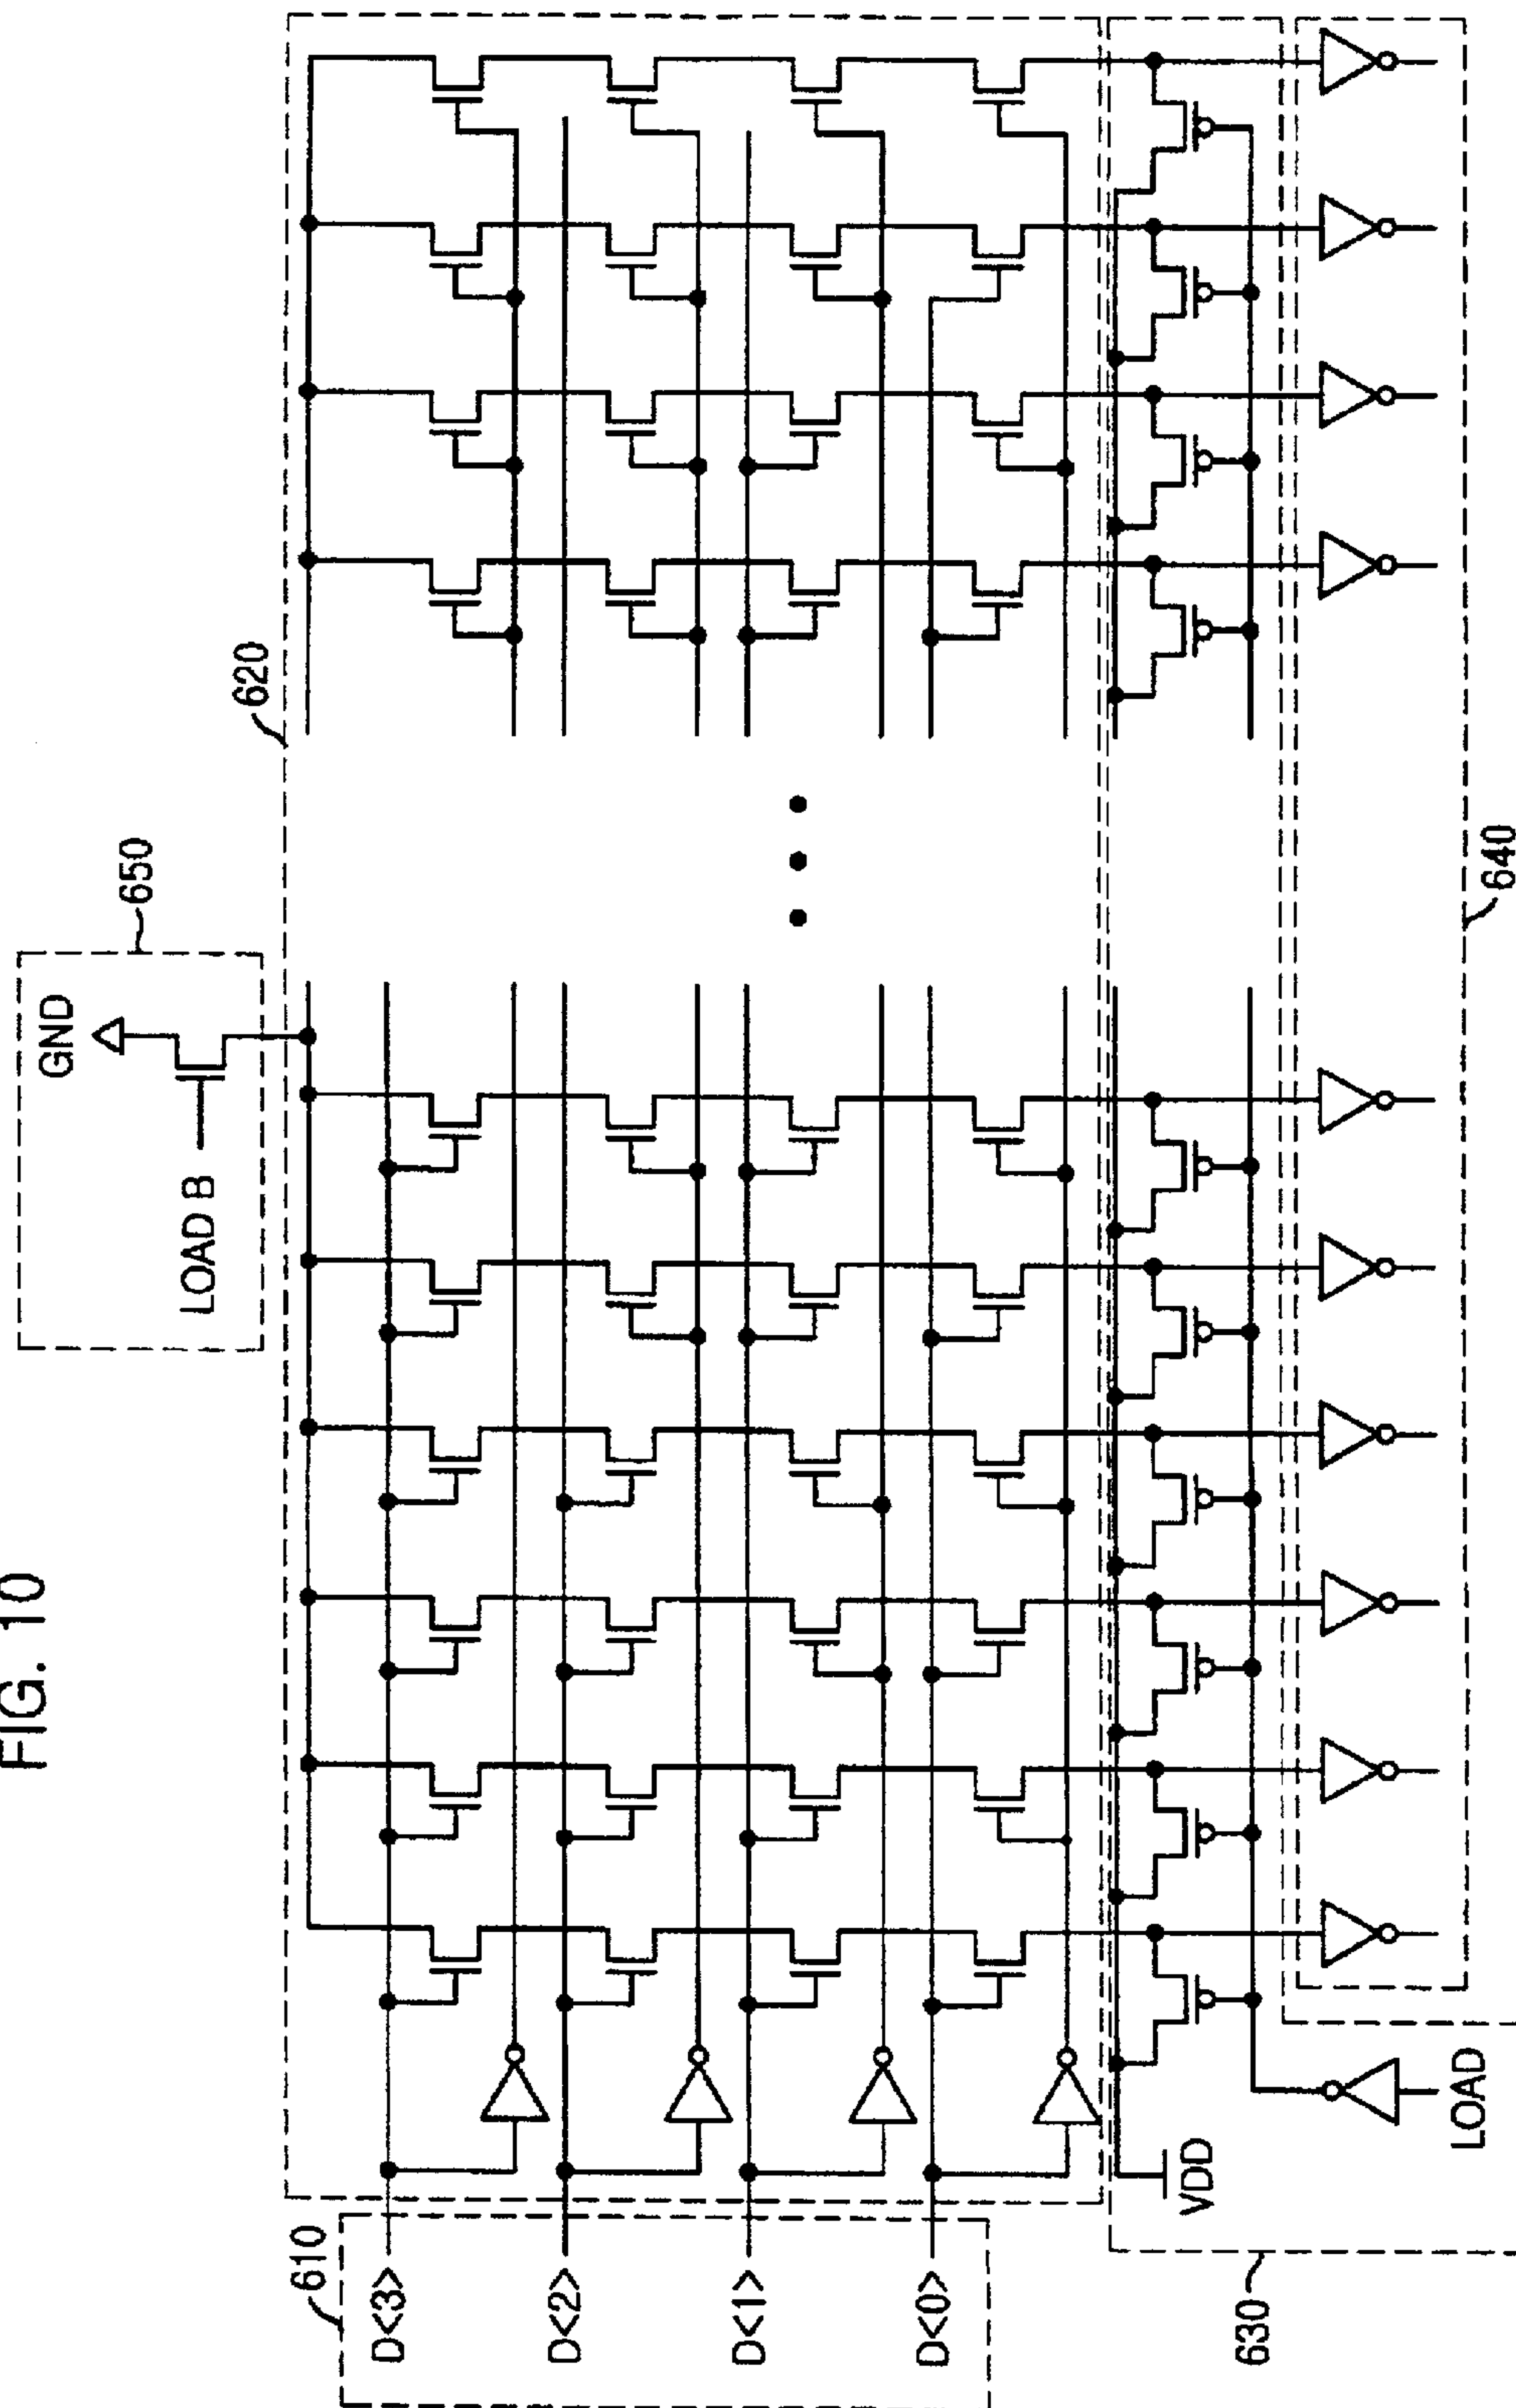 FIG. 10
GND
650
LOAD B
620
610
D<3>
D<2>
D<1>
D<0>
630
VDD
LOAD
640